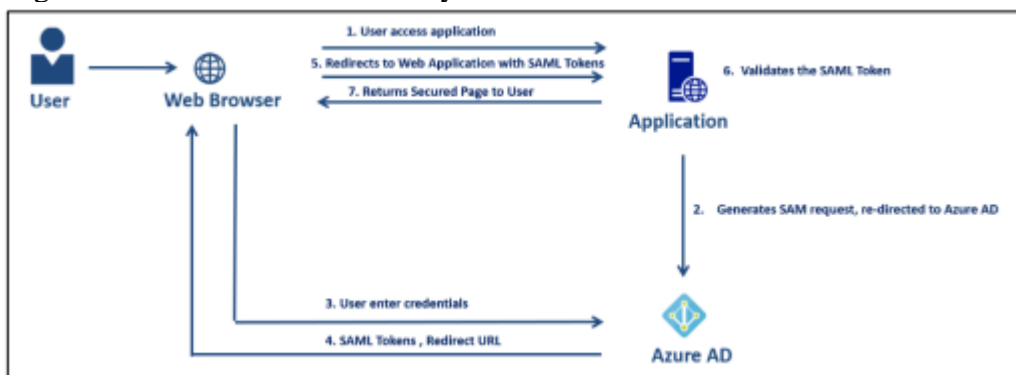 1. User access application
5. Redirects to Web Application with SAML Tokens
7. Returns Secured Page to User
6. Validates the SAML Token
User
Web Browser
Application
2. Generates SAM request, re-directed to Azure AD
3. User enter credentials
4. SAML Tokens , Redirect URL
Azure AD